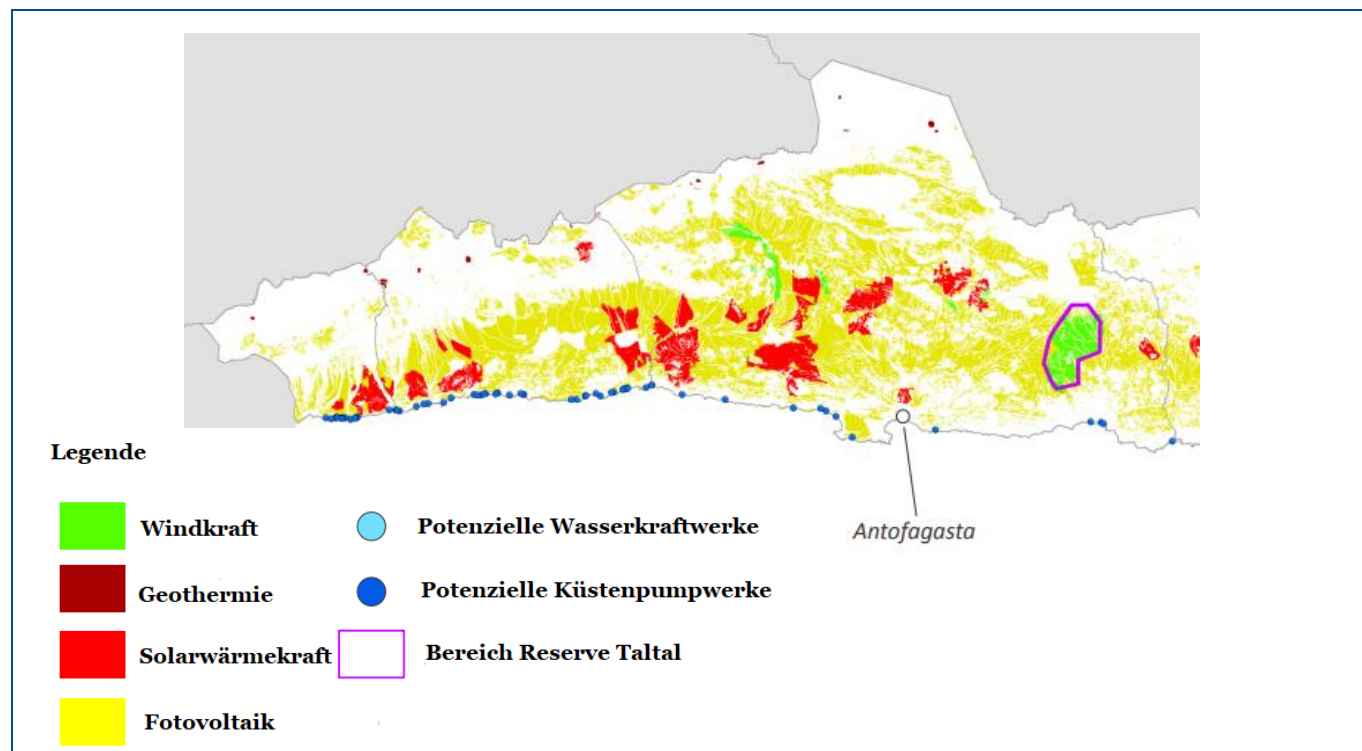 Antofagasta
Legende
Windkraft
Geothermie
Solarwärmekraft
Fotovoltaik
Potenzielle Wasserkraftwerke
Potenzielle Küstenpumpwerke
Bereich Reserve Taltal